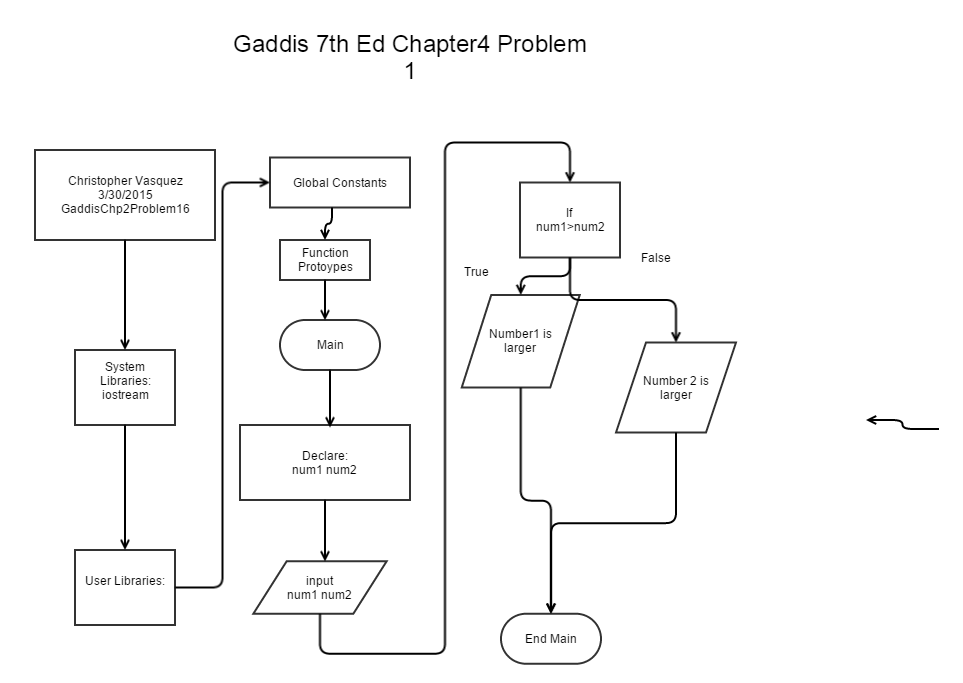 Gaddis 7th Ed Chapter4 Problem
1
Christopher Vasquez
3/30/2015
GaddisChp2Problem16
System
Libraries:
iostream
User Libraries:
Global Constants
Function
Protoypes
Main
Declare:
num1 num2
input
num1 num2
If
num1>num2
True
False
Number1 is
larger
Number 2 is
larger
End Main